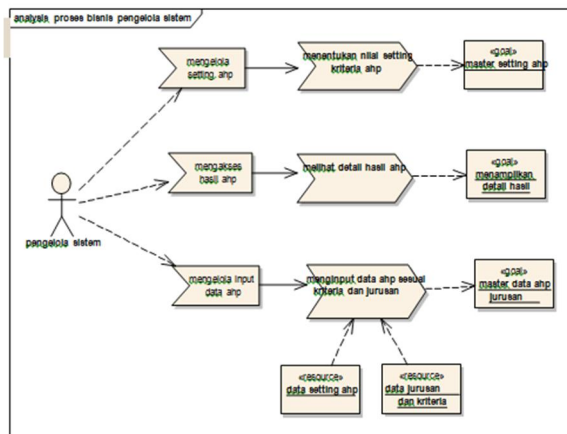 analysis proses bisnis pengelola sistem
mengelola
setting ahp
menentukan nilai setting
kriteria ahp
«goal»
master setting ahp
mengakses
hasil ahp
melihat detail hasil ahp
«goal»
menampilkan
detail hasil
pengelola sistem
mengelola input
data ahp
menginput data ahp sesuai
kriteria dan jurusan
«goal»
master data ahp
jurusan
«resource»
data setting ahp
«resource»
data jurusan
dan kriteria